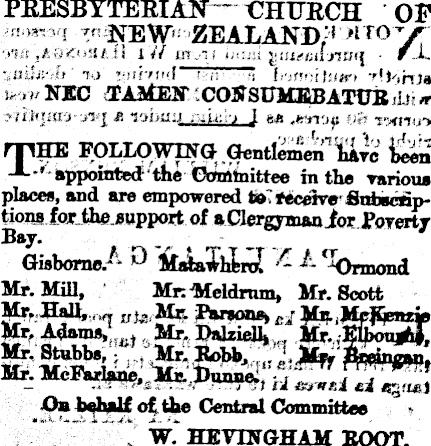 PRESBYTERIAN CHURCH OF
NEW ZEALAND.
NEC TAMEN CONSUMEBATUR
THE FOLLOWING Gentlemen have been
appointed the Committee in the various
places, and are empowered to receive Subscrip-
tions for the support of a Clergyman for Poverty
Bay.
Gisborne. Matawhero. Ormond
Mr. Mill, Mr. Meldrum, Mr. Scott
Mr. Hall, Mr. Parsons, Mr. McKenzie
Mr. Adams, Mr. Dalziell, Mr.
Mr. Stubbs, Mr. Robb, Mr. Breingan,
Mr. McFarlane, Mr. Dunne,
On behalf of the Central Committee
W. HEVINGHAM ROOT.